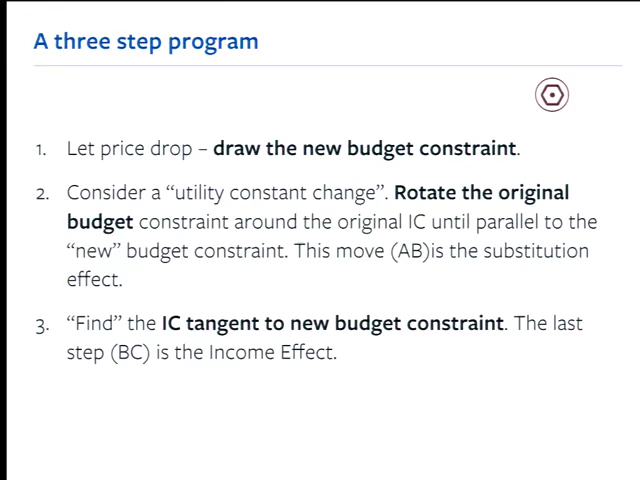 A three step program
1. Let price drop – draw the new budget constraint.
2. Consider a “utility constant change”. Rotate the original
budget constraint around the original IC until parallel to the
“new” budget constraint. This move (AB)is the substitution
effect.
3. “Find” the IC tangent to new budget constraint. The last
step (BC) is the Income Effect.